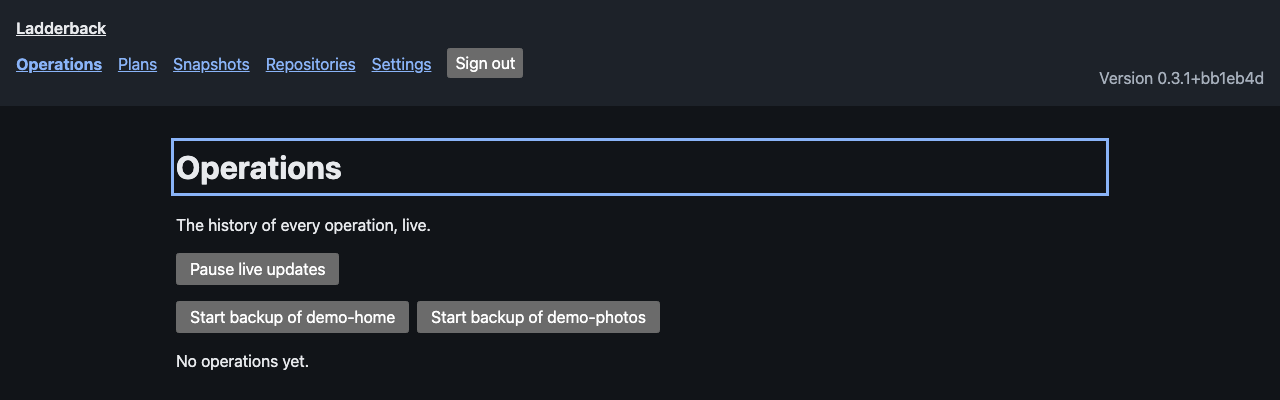 Ladderback
Operations Plans Snapshots Repositories Settings Sign out
Version 0.3.1+bb1eb4d
Operations
The history of every operation, live.
Pause live updates
Start backup of demo-home Start backup of demo-photos
No operations yet.